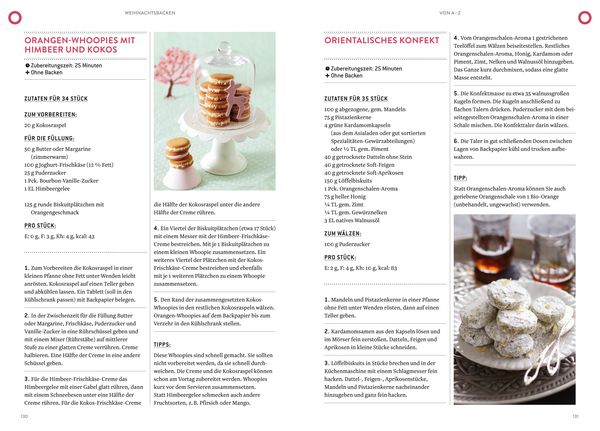 WEIHNACHTSBACKEN
ORANGEN-WHOOPIES MIT
HIMBEER UND KOKOS
Zubereitungszeit: 25 Minuten
Ohne Backen
ZUTATEN FÜR 34 STÜCK
ZUM VORBEREITEN:
20 g Kokosraspel
FÜR DIE FÜLLUNG:
50 g Butter oder Margarine
(zimmerwarm)
100 g Joghurt-Frischkäse (12 % Fett)
25 g Puderzucker
1 Pck. Bourbon-Vanille-Zucker
1 EL Himbeergelee
125 g runde Biskuitplätzchen mit
Orangengeschmack
PRO STÜCK:
E: 0 g, F: 3 g, Kh: 4 g, kcal: 42
1. Zum Vorbereiten die Kokosraspel in einer
kleinen Pfanne ohne Fett unter Wenden leicht
anrösten. Kokosraspel auf einen Teller geben
und abkühlen lassen. Ein Tablett (soll in den
Kühlschrank passen) mit Backpapier belegen.
2. In der Zwischenzeit für die Füllung Butter
oder Margarine, Frischkäse, Puderzucker und
Vanille-Zucker in eine Rührschüssel geben und
mit einem Mixer (Rührstäbe) auf mittlerer
Stufe zu einer glatten Creme verrühren. Creme
halbieren. Eine Hälfte der Creme in eine andere
Schüssel geben.
3. Für die Himbeer-Frischkäse-Creme das
Himbeergelee mit einer Gabel glatt rühren, dann
mit einem Schneebesen unter eine Hälfte der
Creme rühren. Für die Kokos-Frischkäse-Creme
die Hälfte der Kokosraspel unter die andere
Hälfte der Creme rühren.
4. Ein Viertel der Biskuitplätzchen (etwa 17 Stück)
mit einem Messer mit der Himbeer-Frischkäse-
Creme bestreichen. Mit je 1 Biskuitplätzchen zu
einem kleinen Whoopie zusammensetzen. Ein
weiteres Viertel der Plätzchen mit der Kokos-
Frischkäse-Creme bestreichen und ebenfalls
mit je 1 weiteren Plätzchen zu einem Whoopie
zusammensetzen.
5. Den Rand der zusammengesetzten Kokos-
Whoopies in den restlichen Kokosraspeln wälzen.
Orangen-Whoopies auf dem Backpapier bis zum
Verzehr in den Kühlschrank stellen.
TIPPS:
Diese Whoopies sind schnell gemacht. Sie sollten
nicht vorbereitet werden, da sie schnell durch-
weichen. Die Creme und die Kokosraspel können
schon am Vortag zubereitet werden. Whoopies
kurz vor dem Servieren zusammensetzen.
Statt Himbeergelee schmecken auch andere
Fruchtsorten, z. B. Pfirsich oder Mango.
130
VON A–Z
ORIENTALISCHES KONFEKT
Zubereitungszeit: 25 Minuten
Ohne Backen
ZUTATEN FÜR 35 STÜCK
100 g abgezogene, gem. Mandeln
75 g Pistazienkerne
4 grüne Kardamomkapseln
(aus dem Asialaden oder gut sortierten
Spezialitäten-Gewürzabteilungen)
oder ½ TL gem. Piment
40 g getrocknete Datteln ohne Stein
40 g getrocknete Soft-Feigen
40 g getrocknete Soft-Aprikosen
150 g Löffelbiskuits
1 Pck. Orangenschalen-Aroma
75 g heller Honig
¼ TL gem. Zimt
¼ TL gem. Gewürznelken
3 EL natives Walnussöl
ZUM WÄLZEN:
100 g Puderzucker
PRO STÜCK:
E: 2 g, F: 4 g, Kh: 10 g, kcal: 83
1. Mandeln und Pistazienkerne in einer Pfanne
ohne Fett unter Wenden rösten, dann auf einen
Teller geben.
2. Kardamomsamen aus den Kapseln lösen und
im Mörser fein zerstoßen. Datteln, Feigen und
Aprikosen in kleine Stücke schneiden.
3. Löffelbiskuits in Stücke brechen und in der
Küchenmaschine mit einem Schlagmesser fein
hacken. Dattel-, Feigen-, Aprikosenstücke,
Mandeln und Pistazienkerne nacheinander
hinzugeben und ganz fein hacken.
4. Vom Orangenschalen-Aroma 1 gestrichenen
Teelöffel zum Wälzen beiseitestellen. Restliches
Orangenschalen-Aroma, Honig, Kardamom oder
Piment, Zimt, Nelken und Walnussöl hinzugeben.
Das Ganze kurz durchmixen, sodass eine glatte
Masse entsteht.
5. Die Konfektmasse zu etwa 35 walnussgroßen
Kugeln formen. Die Kugeln anschließend zu
flachen Talern drücken. Puderzucker mit dem bei-
seitegestellten Orangenschalen-Aroma in einer
Schale mischen. Die Konfekttaler darin wälzen.
6. Die Taler in gut schließenden Dosen zwischen
Lagen von Backpapier kühl und trocken aufbe-
wahren.
TIPP:
Statt Orangenschalen-Aroma können Sie auch
geriebene Orangenschale von 1 Bio-Orange
(unbehandelt, ungewachst) verwenden.
131